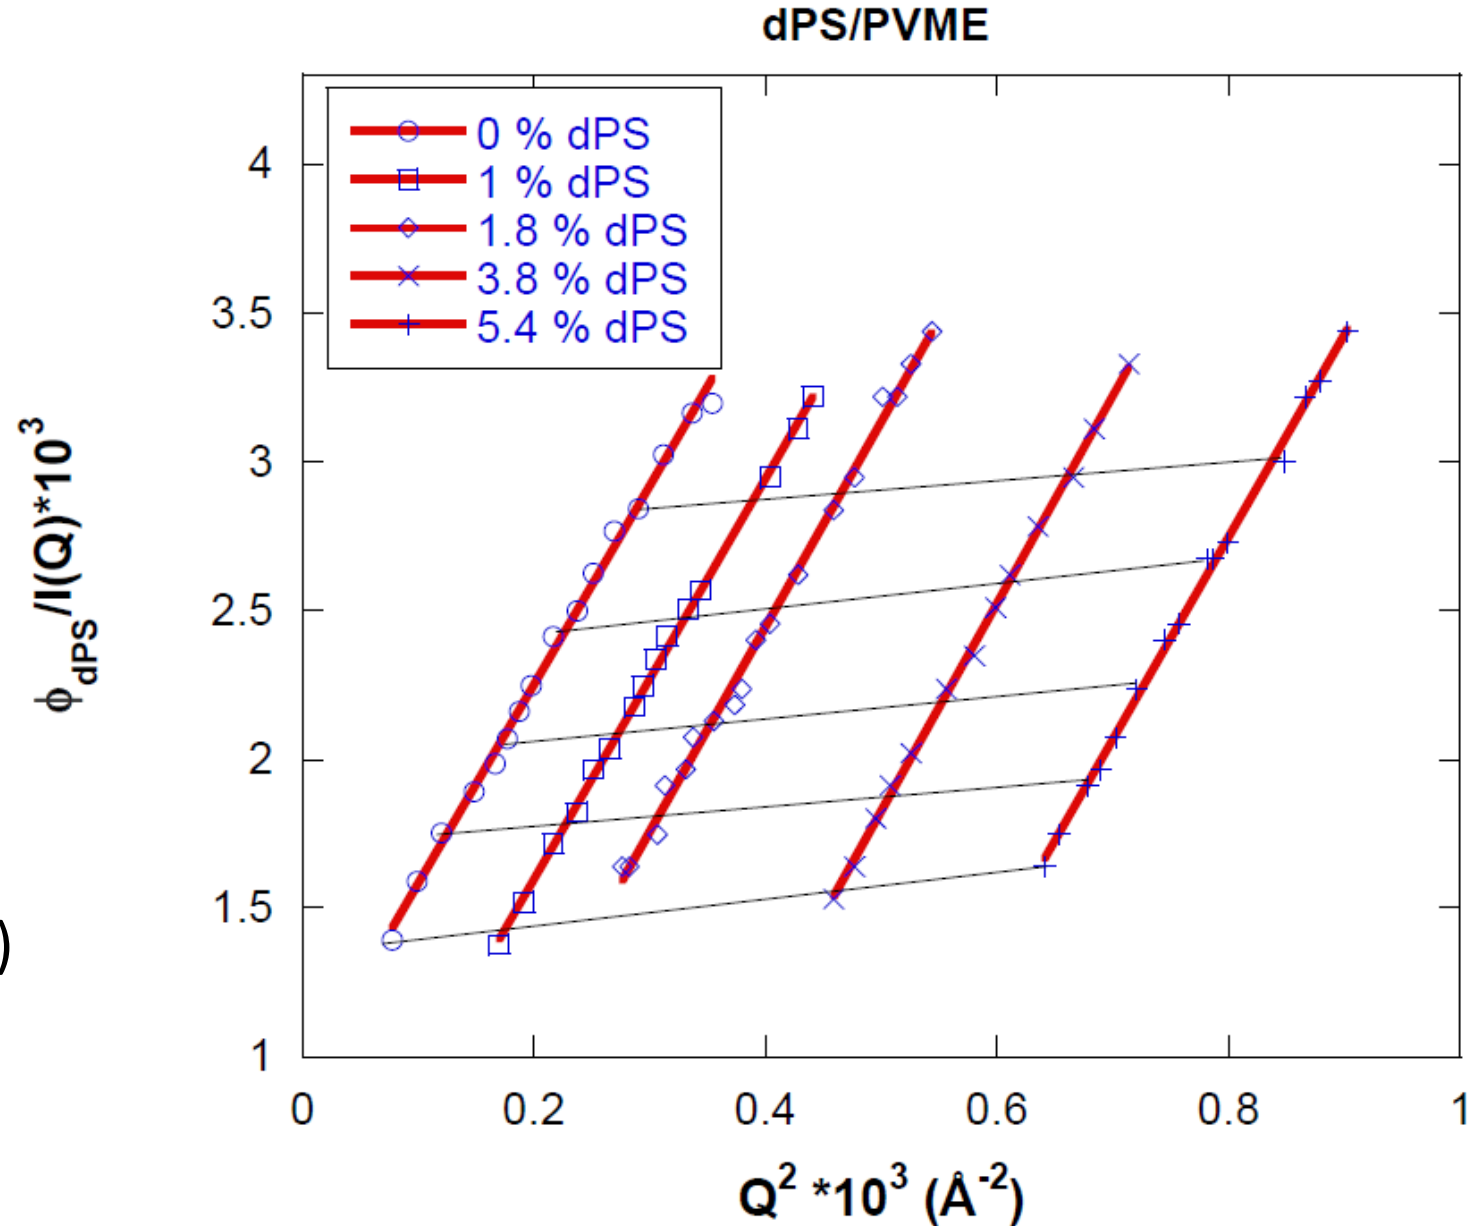 dPS/PVME
0 % dPS
1 % dPS
1.8 % dPS
3.8 % dPS
5.4 % dPS
4
3.5
3
2.5
2
1.5
1
ϕdPS/I(Q)*10³
)
0 0.2 0.4 0.6 0.8 1
Q² *10³ (Å⁻²)